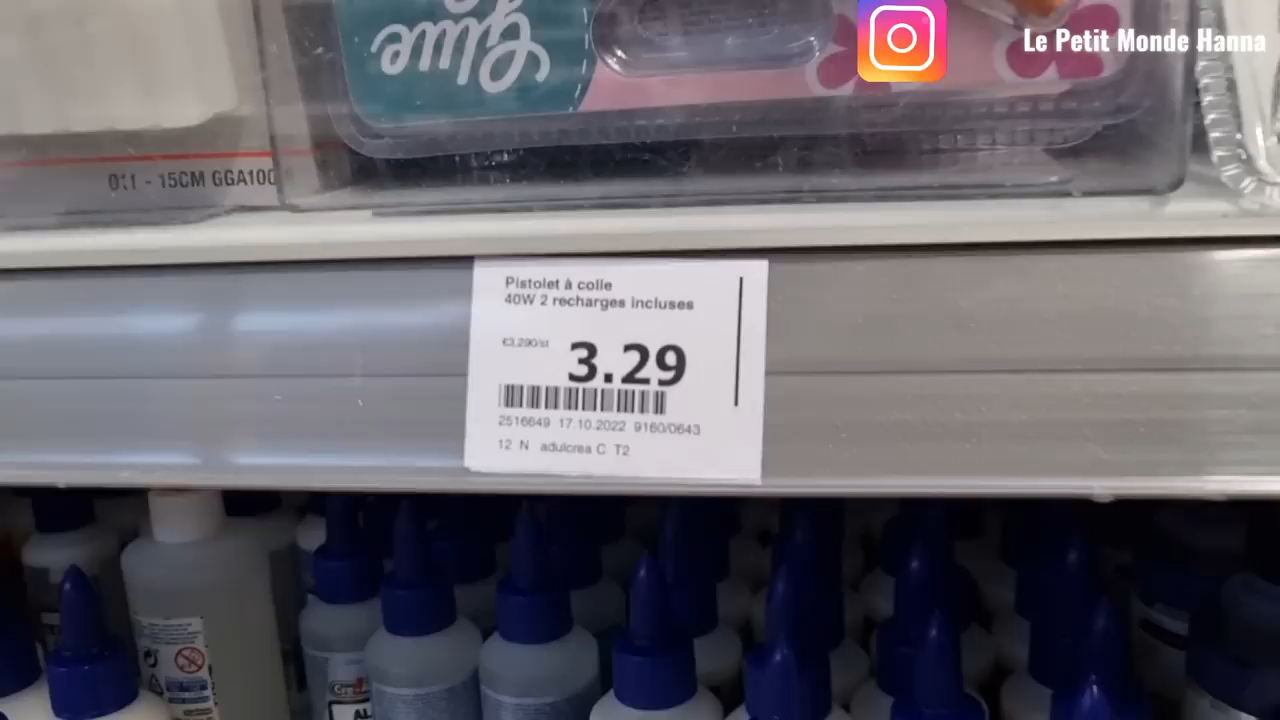 Glue
Le Petit Monde Hanna
- 15CM GGA100
Pistolet à colle
40W 2 recharges incluses
€3,290/st
3.29
2516649 17.10.2022 9160/0643
12 N adulcrea C T2